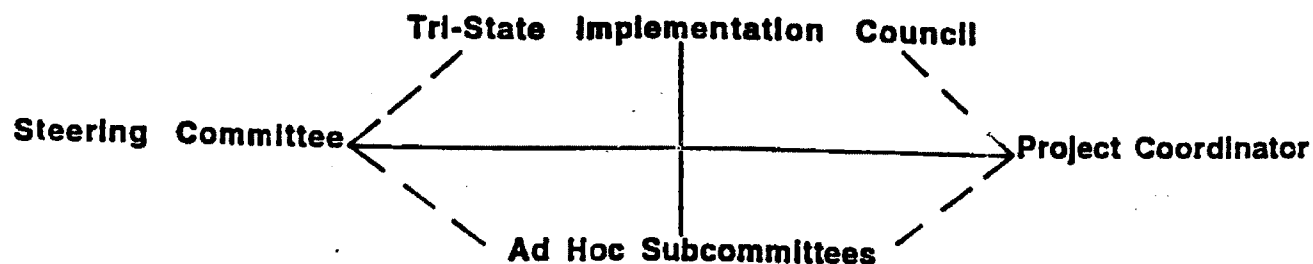 Tri-State Implementation Council
Steering Committee
Project Coordinator
Ad Hoc Subcommittees